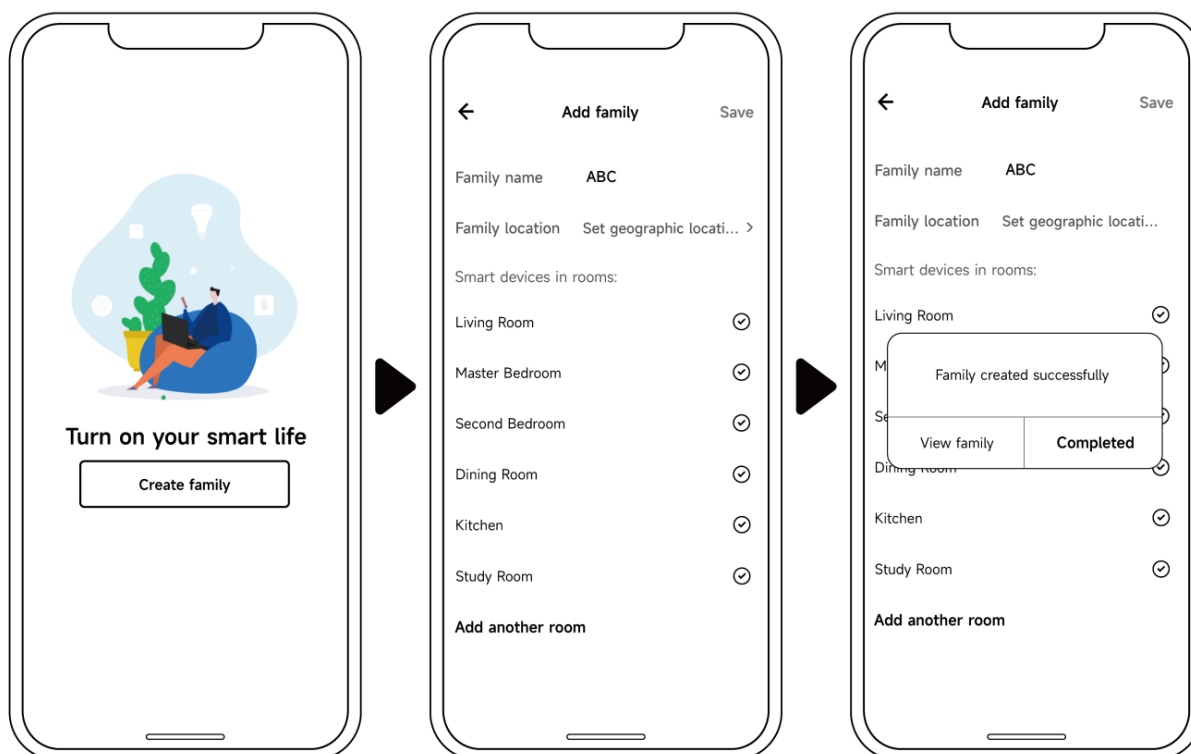 Turn on your smart life
Create family
Add family
Save
Family name ABC
Family location Set geographic locati... >
Smart devices in rooms:
Living Room
Master Bedroom
Second Bedroom
Dining Room
Kitchen
Study Room
Add another room
Add family
Save
Family name ABC
Family location Set geographic locati...
Smart devices in rooms:
Living Room
M
Family created successfully
Se
View family
Completed
Dining Room
Kitchen
Study Room
Add another room